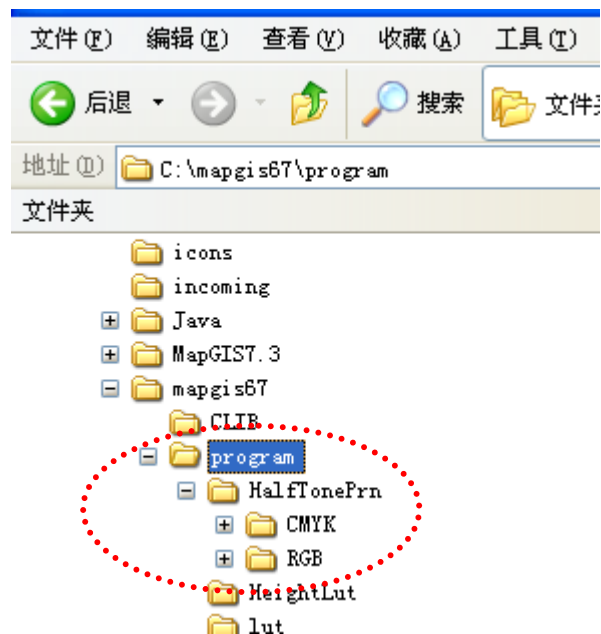 文件(F) 编辑(E) 查看(V) 收藏(A) 工具(T)
后退 搜索 文件
地址(D) C:\mapgis67\program
文件夹
icons
incoming
Java
MapGIS7.3
mapgis67
CLIB
program
HalfTonePrn
CMYK
RGB
HeightLut
lut